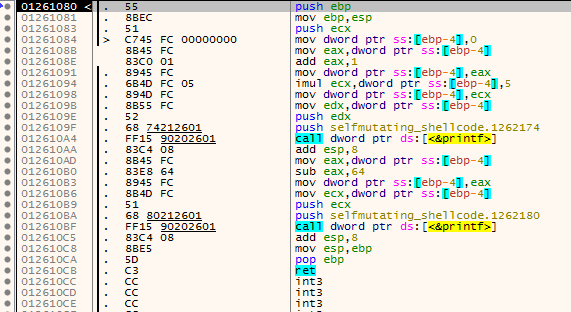 01261080 < . 55 push ebp
01261081 . 8BEC mov ebp,esp
01261083 . 51 push ecx
01261084 > C745 FC 00000000 mov dword ptr ss:[ebp-4],0
0126108B 8B45 FC mov eax,dword ptr ss:[ebp-4]
0126108E 83C0 01 add eax,1
01261091 . 8945 FC mov dword ptr ss:[ebp-4],eax
01261094 . 6B4D FC 05 imul ecx,dword ptr ss:[ebp-4],5
01261098 . 894D FC mov dword ptr ss:[ebp-4],ecx
0126109B . 8B55 FC mov edx,dword ptr ss:[ebp-4]
0126109E . 52 push edx
0126109F . 68 74212601 push selfmutating_shellcode.1262174
012610A4 . FF15 90202601 call dword ptr ds:[<&printf>]
012610AA . 83C4 08 add esp,8
012610AD . 8B45 FC mov eax,dword ptr ss:[ebp-4]
012610B0 . 83E8 64 sub eax,64
012610B3 . 8945 FC mov dword ptr ss:[ebp-4],eax
012610B6 . 8B4D FC mov ecx,dword ptr ss:[ebp-4]
012610B9 . 51 push ecx
012610BA . 68 80212601 push selfmutating_shellcode.1262180
012610BF . FF15 90202601 call dword ptr ds:[<&printf>]
012610C5 . 83C4 08 add esp,8
012610C8 . 8BE5 mov esp,ebp
012610CA . 5D pop ebp
012610CB . C3 ret
012610CC . CC int3
012610CD . CC int3
012610CE . CC int3